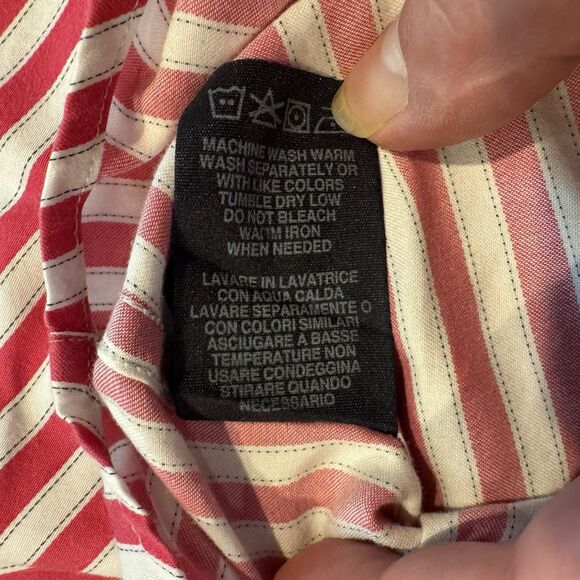 MACHINE WASH WARM
WASH SEPARATELY OR
WITH LIKE COLORS
TUMBLE DRY LOW
DO NOT BLEACH
WARM IRON
WHEN NEEDED
LAVARE IN LAVATRICE
CON AQUA CALDA
LAVARE SEPARAMENTE O
CON COLORI SIMILARI
ASCIUGARE A BASSE
TEMPERATURE NON
USARE CONDEGGINA
STIRARE QUANDO
NECESSARIO